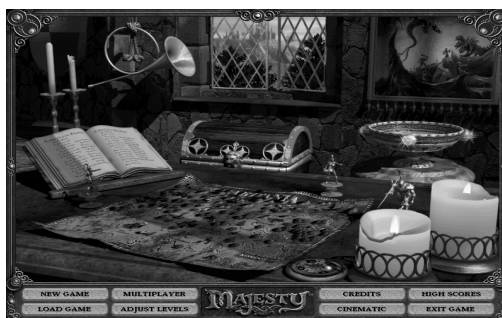 NEW GAME
MULTIPLAYER
MAJESTY
CREDITS
HIGH SCORES
LOAD GAME
ADJUST LEVELS
CINEMATIC
EXIT GAME